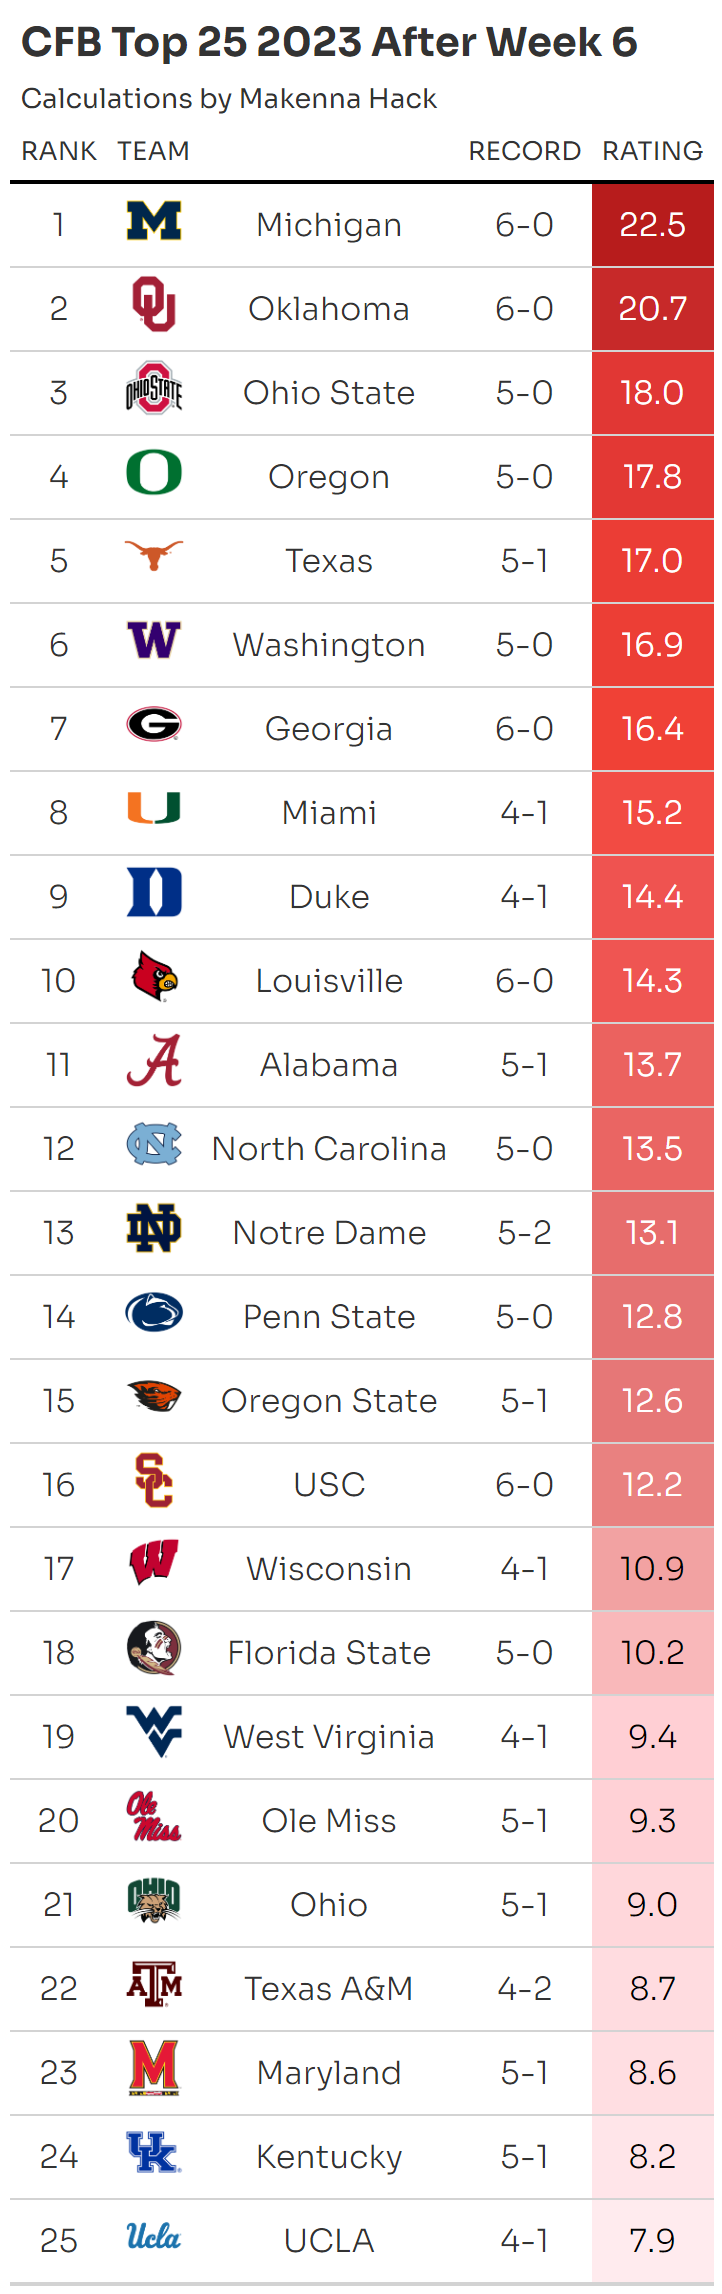 CFB Top 25 2023 After Week 6
Calculations by Makenna Hack
RANK TEAM RECORD RATING
1 M Michigan 6-0 22.5
2 OU Oklahoma 6-0 20.7
3 OHIO STATE Ohio State 5-0 18.0
4 O Oregon 5-0 17.8
5 Texas 5-1 17.0
6 W Washington 5-0 16.9
7 G Georgia 6-0 16.4
8 U Miami 4-1 15.2
9 D Duke 4-1 14.4
10 Louisville 6-0 14.3
11 A Alabama 5-1 13.7
12 NC North Carolina 5-0 13.5
13 ND Notre Dame 5-2 13.1
14 Penn State 5-0 12.8
15 Oregon State 5-1 12.6
16 SC USC 6-0 12.2
17 W Wisconsin 4-1 10.9
18 Florida State 5-0 10.2
19 WV West Virginia 4-1 9.4
20 Ole Miss Ole Miss 5-1 9.3
21 OHIO Ohio 5-1 9.0
22 ATM Texas A&M 4-2 8.7
23 M Maryland 5-1 8.6
24 UK Kentucky 5-1 8.2
25 Ucla UCLA 4-1 7.9